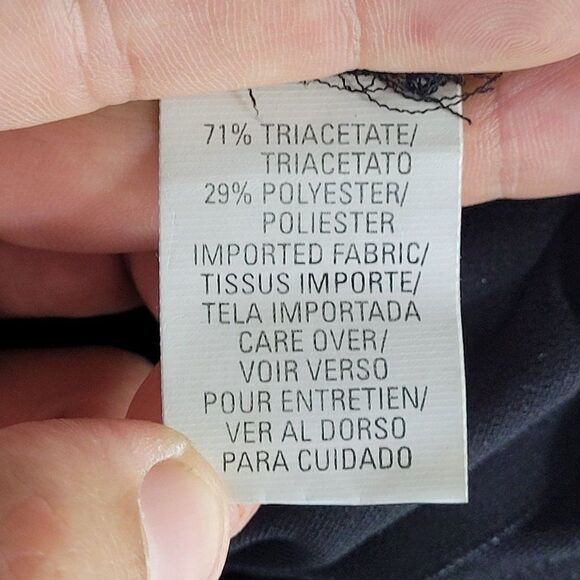 71% TRIACETATE/
TRIACETATO
29% POLYESTER/
POLIESTER
IMPORTED FABRIC/
TISSUS IMPORTE/
TELA IMPORTADA
CARE OVER/
VOIR VERSO
POUR ENTRETIEN/
VER AL DORSO
PARA CUIDADO